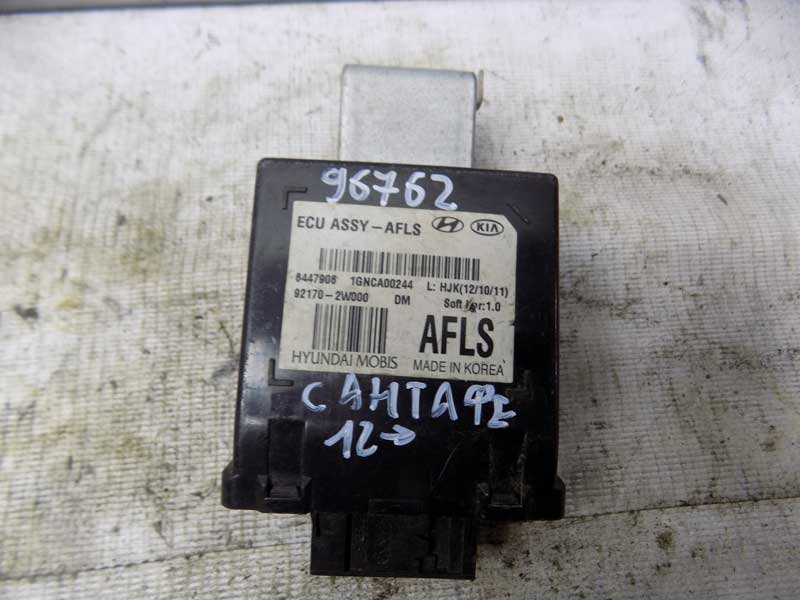 96762
ECU ASSY-AFLS HYUNDAI KIA
6447906 1GNCA00244 L: HJK(12/10/11)
92170-2W000 DM Soft Ver:1.0
AFLS
HYUNDAI MOBIS MADE IN KOREA
САНТАФЕ
12→